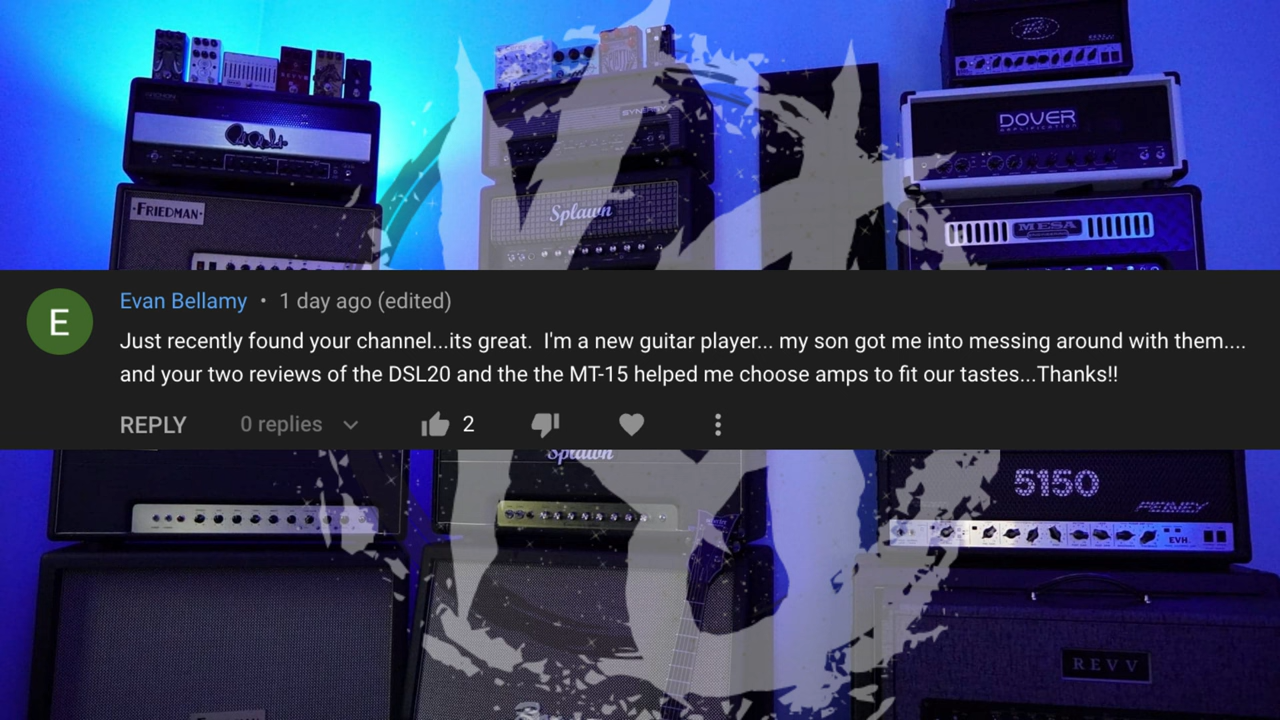 ARCHON
SYNERGY
DOVER
AMPLIFICATION
FRIEDMAN
Splawn
MESA
E
Evan Bellamy • 1 day ago (edited)
Just recently found your channel...its great. I'm a new guitar player... my son got me into messing around with them....
and your two reviews of the DSL20 and the the MT-15 helped me choose amps to fit our tastes...Thanks!!
REPLY 0 replies 2
Splawn
5150
PEAVEY
EVH
REVV